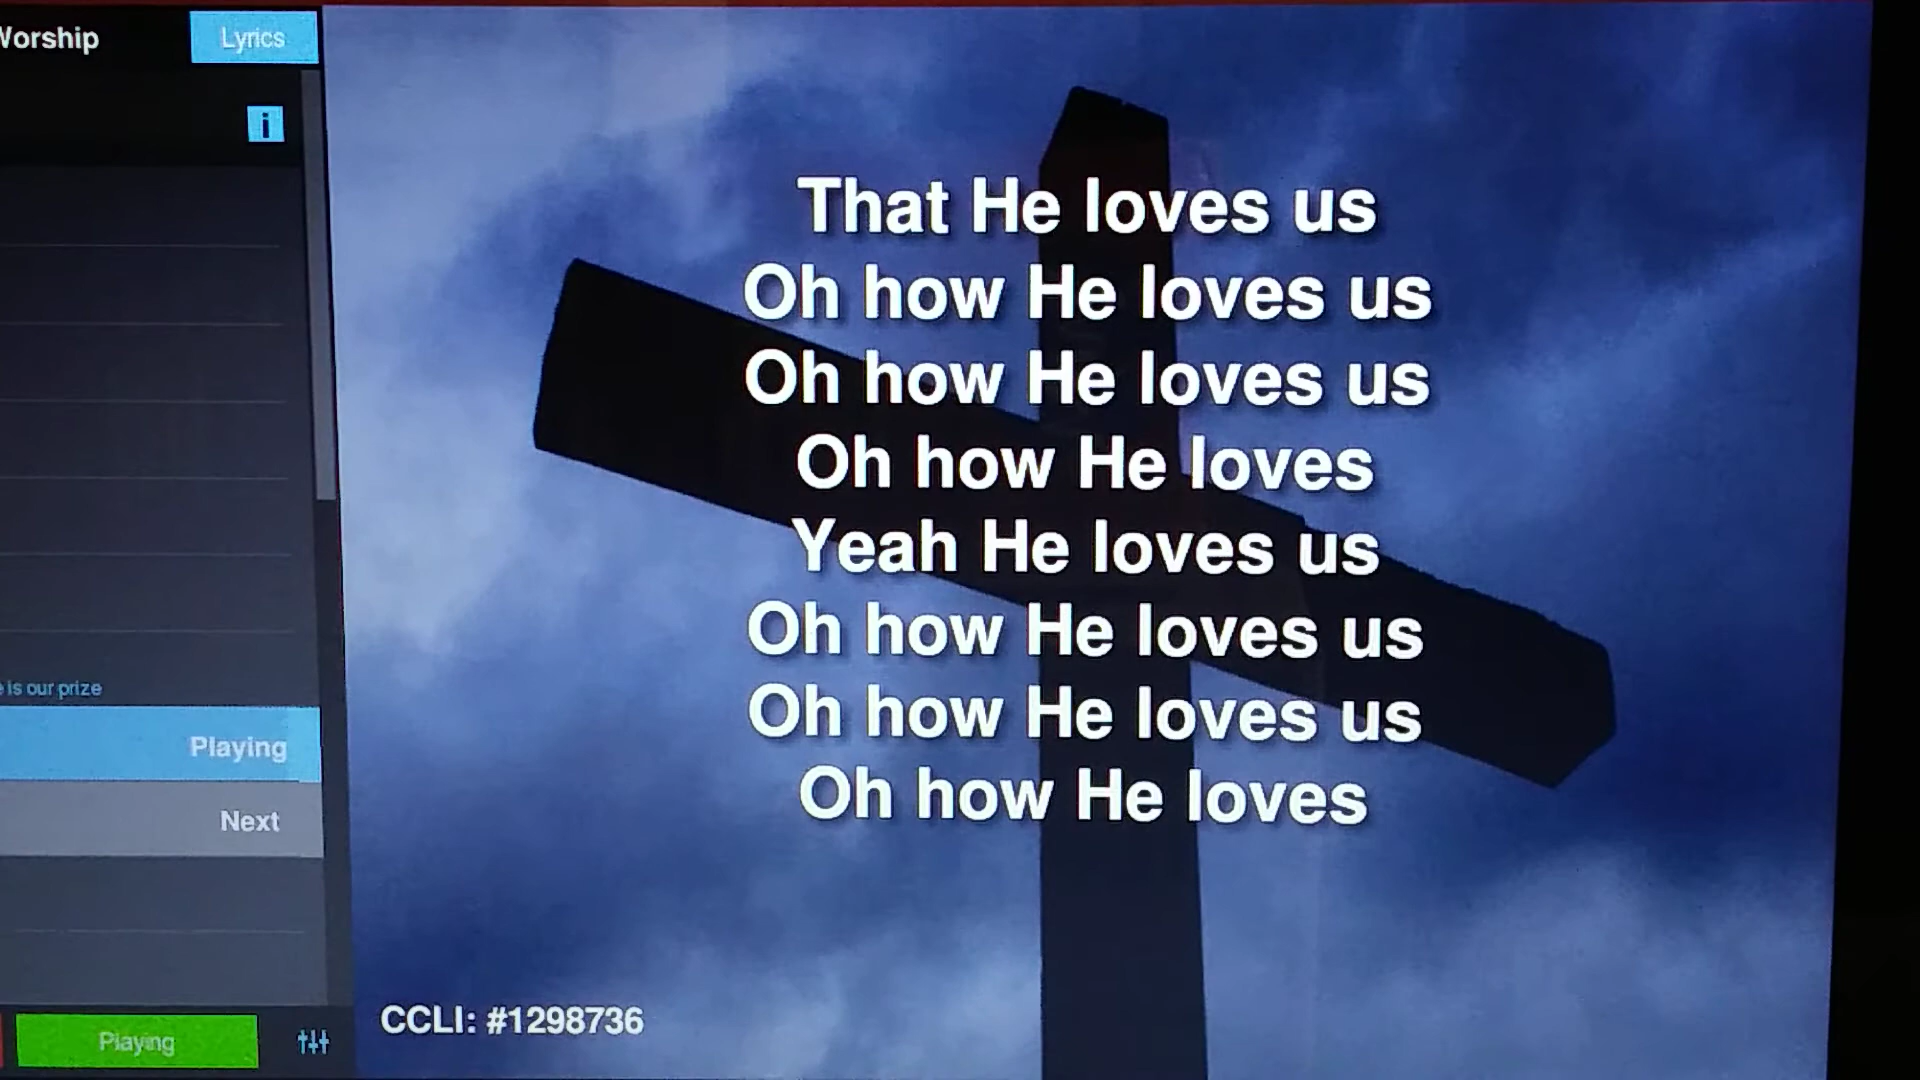 Worship
Lyrics
i
That He loves us
Oh how He loves us
Oh how He loves us
Oh how He loves
Yeah He loves us
Oh how He loves us
Oh how He loves us
Oh how He loves
is our prize
Playing
Next
CCLI: #1298736
Playing